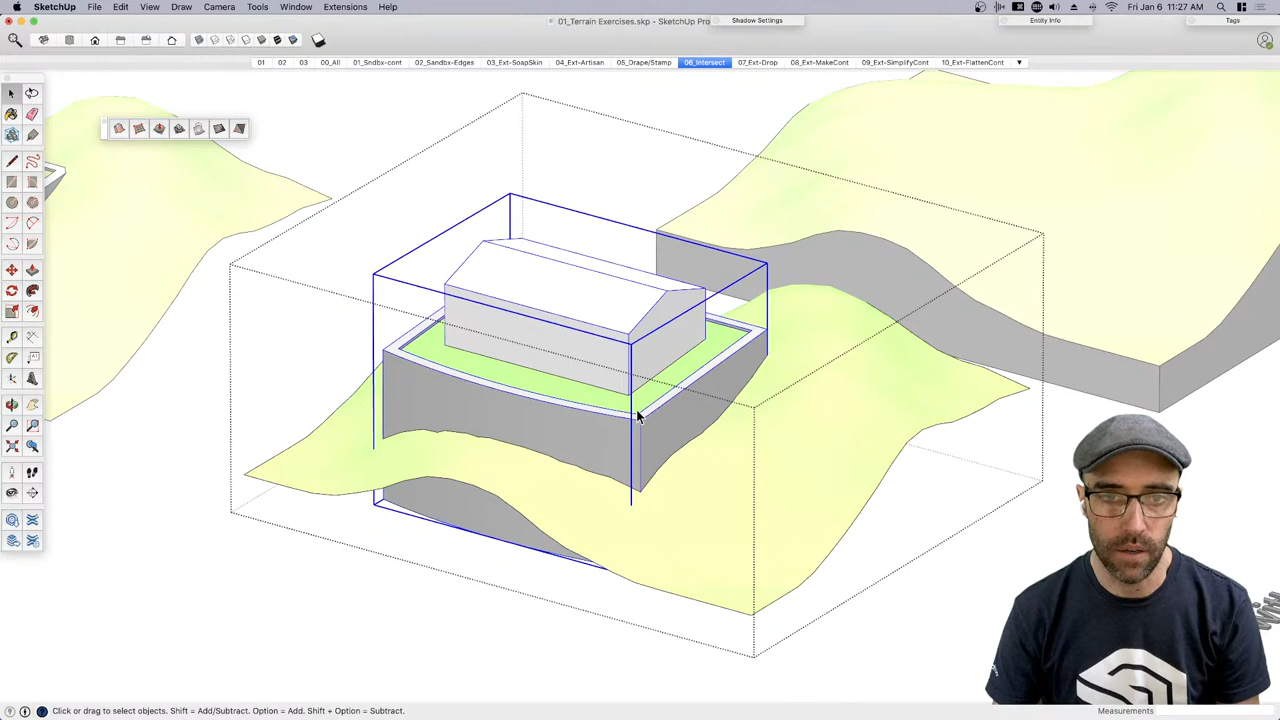 SketchUp File Edit View Draw Camera Tools Window Extensions Help Fri Jan 6 11:27 AM
01_Terrain Exercises.skp - SketchUp Pro
Shadow Settings
Entity Info
Tags
01 02 03 00_All 01_Sndbx-cont 02_Sandbx-Edges 03_Ext-SoapSkin 04_Ext-Artisan 05_Drape/Stamp 06_Intersect 07_Ext-Drop 08_Ext-MakeCont 09_Ext-SimplifyCont 10_Ext-FlattenCont
Click or drag to select objects. Shift = Add/Subtract. Option = Add. Shift + Option = Subtract.
Measurements